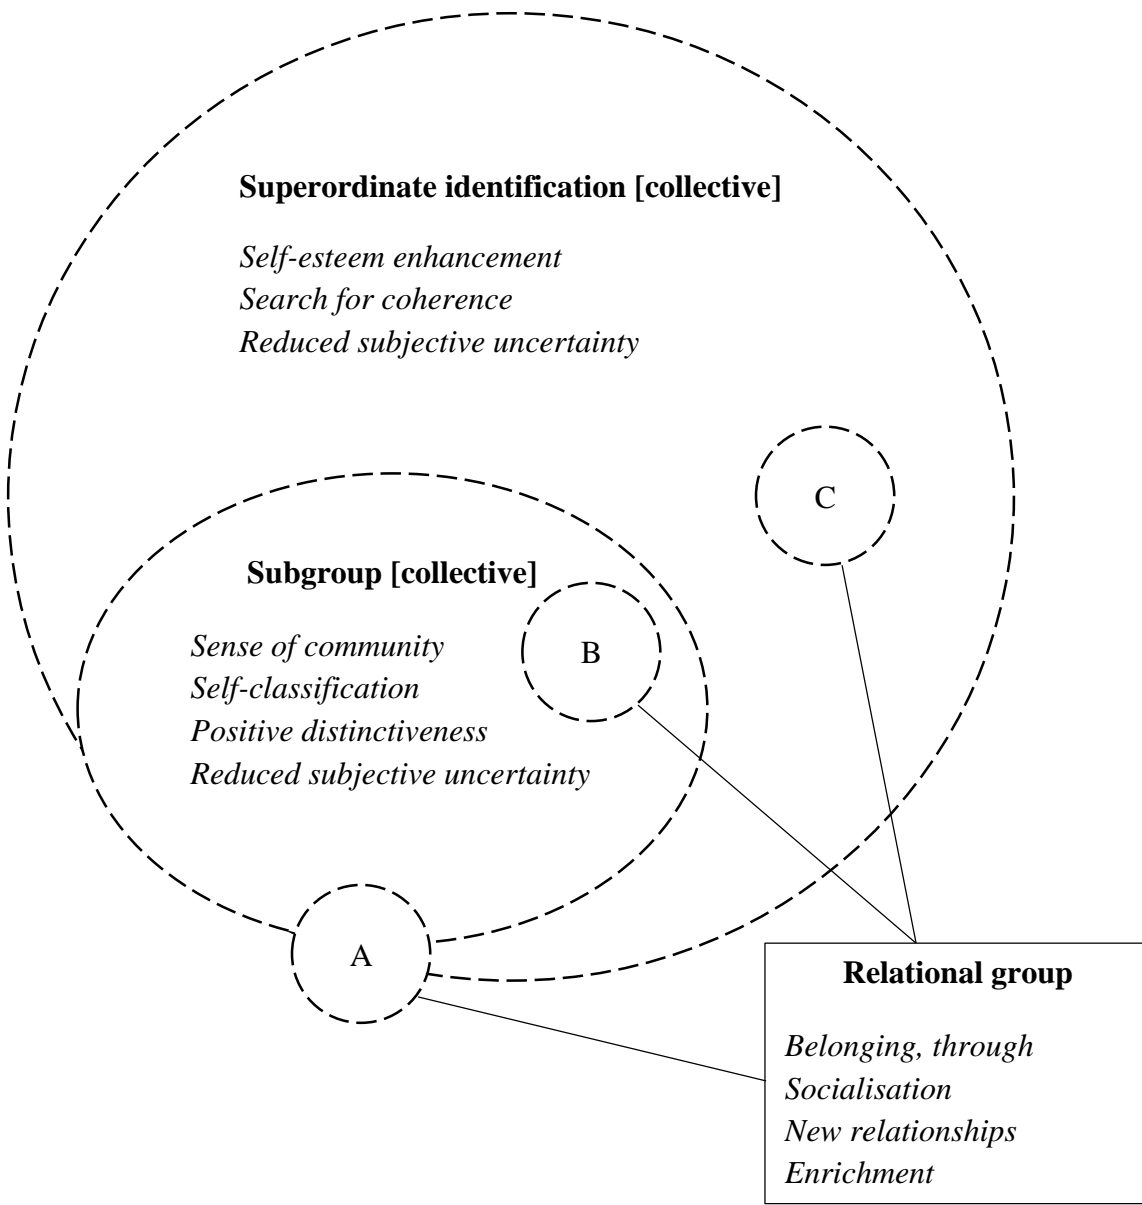 Superordinate identification [collective]
Self-esteem enhancement
Search for coherence
Reduced subjective uncertainty
C
Subgroup [collective]
Sense of community
Self-classification
Positive distinctiveness
Reduced subjective uncertainty
B
A
Relational group
Belonging, through
Socialisation
New relationships
Enrichment